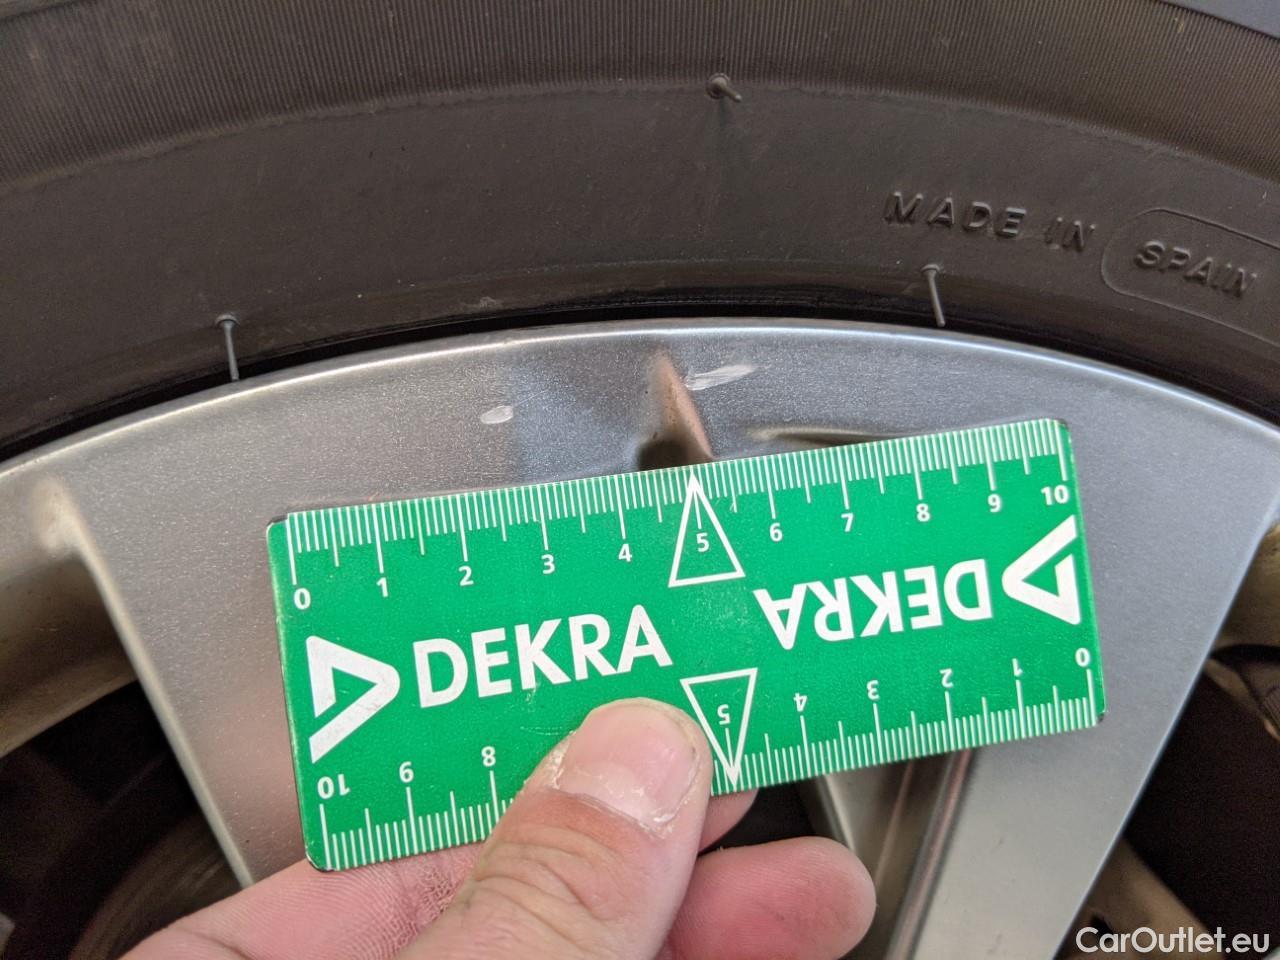 MADE IN SPAIN
0 1 2 3 4 5 6 7 8 9 10
DEKRA
DEKRA
10 9 8 5 4 3 2 1 0
CarOutlet.eu